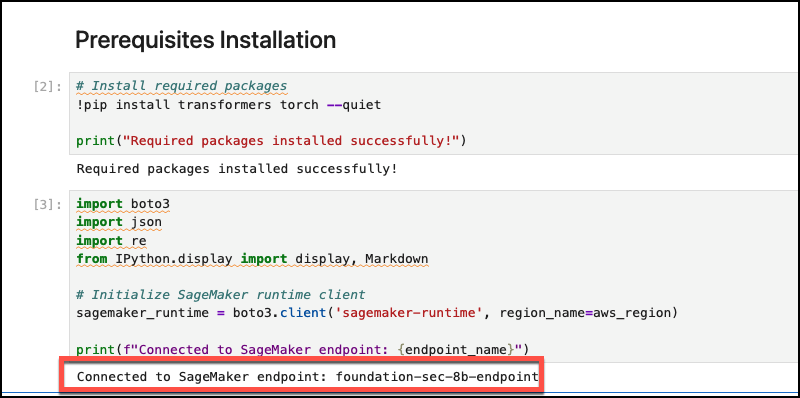 Prerequisites Installation
[2]:
# Install required packages
!pip install transformers torch --quiet
print("Required packages installed successfully!")
Required packages installed successfully!
[3]:
import boto3
import json
import re
from IPython.display import display, Markdown
# Initialize SageMaker runtime client
sagemaker_runtime = boto3.client('sagemaker-runtime', region_name=aws_region)
print(f"Connected to SageMaker endpoint: {endpoint_name}")
Connected to SageMaker endpoint: foundation-sec-8b-endpoint